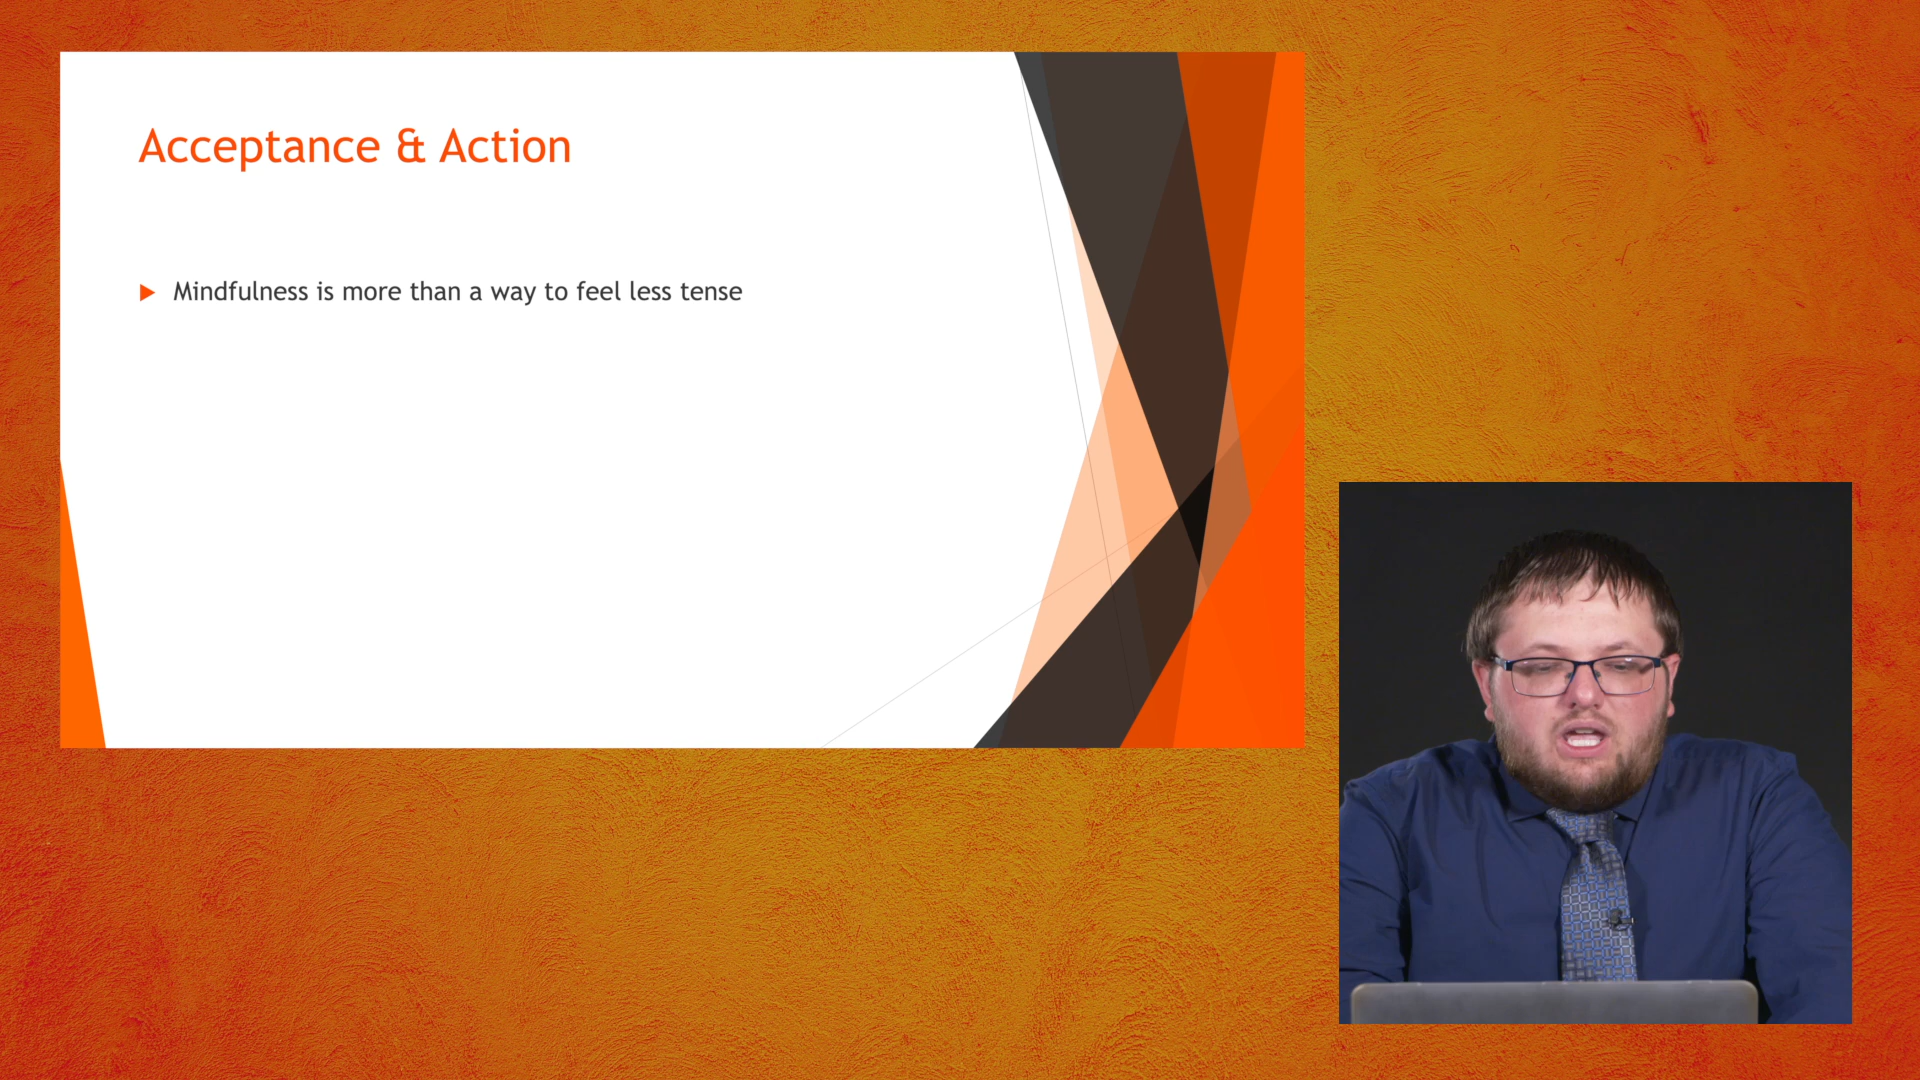 Acceptance & Action
Mindfulness is more than a way to feel less tense